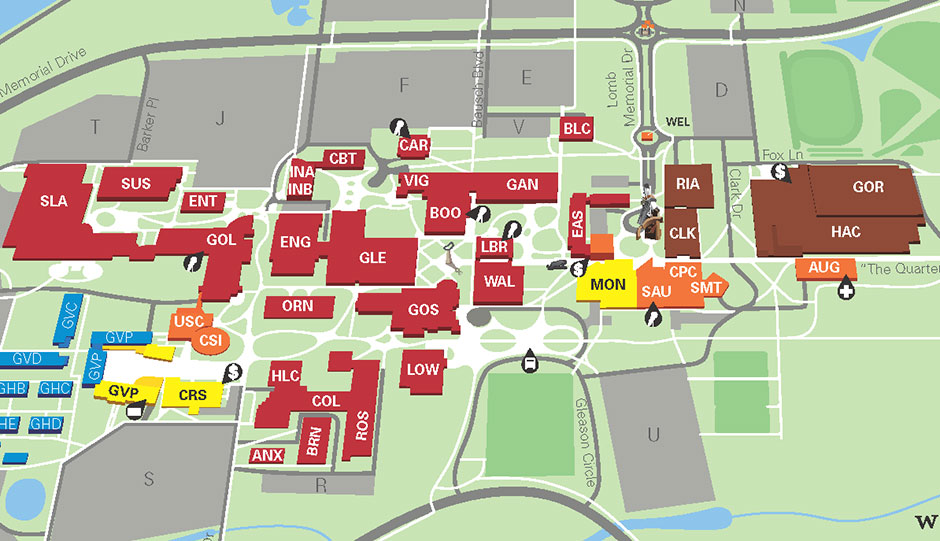 N
Memorial Drive
T
Barker Pl
J
F
Bausch Blvd
E
Lomb
Memorial Dr
D
V
BLC
WEL
CAR
CBT
INA
INB
VIG
GAN
Fox Ln
$
SLA
SUS
ENT
BOO
EAS
RIA
Clark Dr
GOR
HAC
GOL
ENG
GLE
LBR
CLK
WAL
$
MON
CPC
SAU
SMT
AUG
"The Quarte
GVC
USC
CSI
ORN
GOS
GVD
GVP
GVP
GHB
GHC
GVP
CRS
$
HLC
COL
LOW
HE
GHD
BRN
ROS
ANX
Gleason Circle
U
S
R
Dr
W